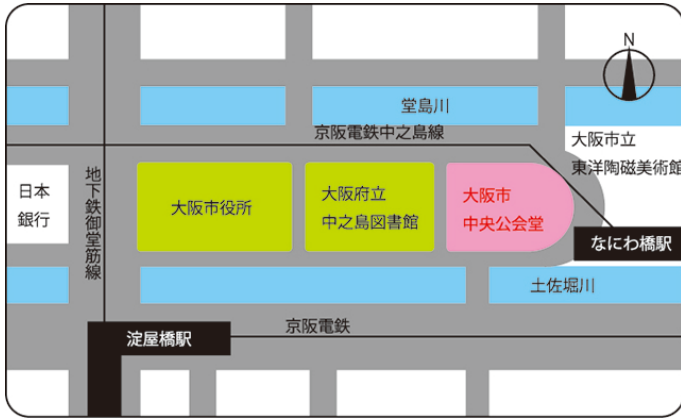 N
堂島川
京阪電鉄中之島線
大阪市立
東洋陶磁美術館
日本
銀行
地下鉄御堂筋線
大阪市役所
大阪府立
中之島図書館
大阪市
中央公会堂
なにわ橋駅
土佐堀川
京阪電鉄
淀屋橋駅